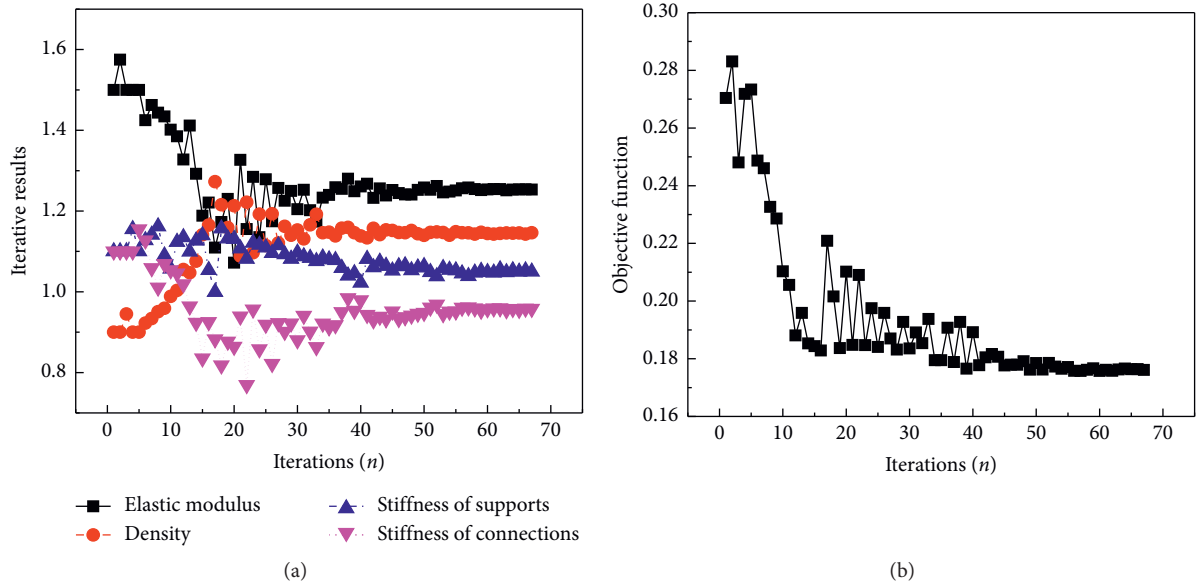 1.6
1.4
1.2
1.0
0.8
Iterative results
0 10 20 30 40 50 60 70
Iterations (n)
Elastic modulus
Density
Stiffness of supports
Stiffness of connections
(a)
0.30
0.28
0.26
0.24
0.22
0.20
0.18
0.16
Objective function
0 10 20 30 40 50 60 70
Iterations (n)
(b)